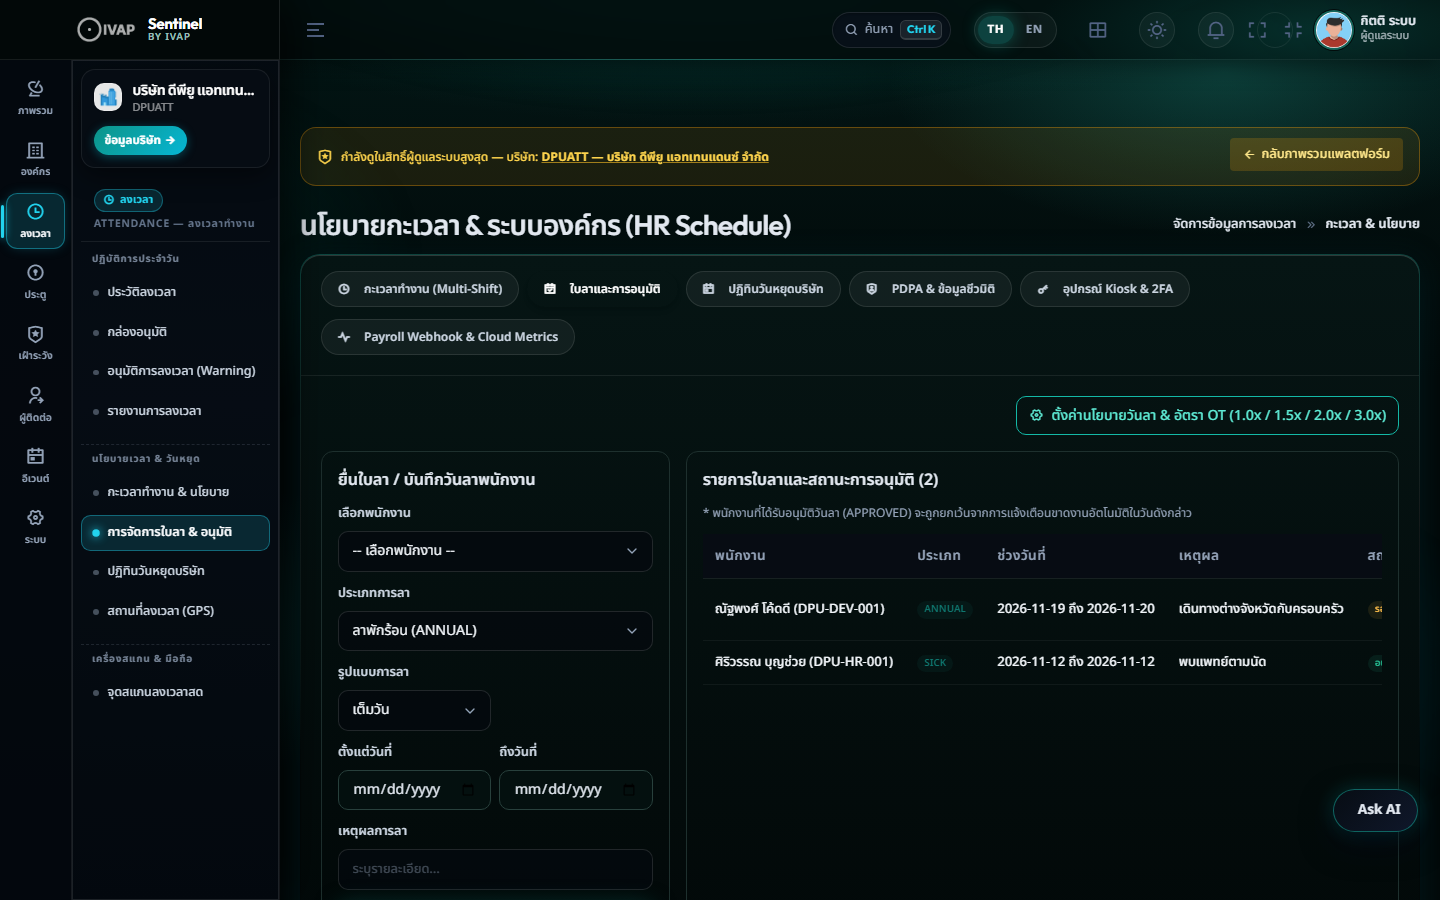 IVAP
Sentinel
BY IVAP
ค้นหา Ctrl K
TH EN
กิตติ ระบบ
ผู้ดูแลระบบ
ภาพรวม
องค์กร
ลงเวลา
ประตู
เฝ้าระวัง
ผู้ติดต่อ
อีเวนต์
ระบบ
บริษัท ดีพียู แอทเทน...
DPUATT
ข้อมูลบริษัท →
ลงเวลา
ATTENDANCE — ลงเวลาทำงาน
ปฏิบัติการประจำวัน
ประวัติลงเวลา
กล่องอนุมัติ
อนุมัติการลงเวลา (Warning)
รายงานการลงเวลา
นโยบายเวลา & วันหยุด
กะเวลาทำงาน & นโยบาย
การจัดการใบลา & อนุมัติ
ปฏิทินวันหยุดบริษัท
สถานที่ลงเวลา (GPS)
เครื่องสแกน & มือถือ
จุดสแกนลงเวลาสด
กำลังดูในสิทธิ์ผู้ดูแลระบบสูงสุด — บริษัท: DPUATT — บริษัท ดีพียู แอทเทนแดนซ์ จำกัด
← กลับภาพรวมแพลตฟอร์ม
นโยบายกะเวลา & ระบบองค์กร (HR Schedule)
จัดการข้อมูลการลงเวลา » กะเวลา & นโยบาย
กะเวลาทำงาน (Multi-Shift)
ใบลาและการอนุมัติ
ปฏิทินวันหยุดบริษัท
PDPA & ข้อมูลชีวมิติ
อุปกรณ์ Kiosk & 2FA
Payroll Webhook & Cloud Metrics
ตั้งค่านโยบายวันลา & อัตรา OT (1.0x / 1.5x / 2.0x / 3.0x)
ยื่นใบลา / บันทึกวันลาพนักงาน
เลือกพนักงาน
-- เลือกพนักงาน --
ประเภทการลา
ลาพักร้อน (ANNUAL)
รูปแบบการลา
เต็มวัน
ตั้งแต่วันที่ ถึงวันที่
mm/dd/yyyy mm/dd/yyyy
เหตุผลการลา
ระบุรายละเอียด...
รายการใบลาและสถานะการอนุมัติ (2)
* พนักงานที่ได้รับอนุมัติวันลา (APPROVED) จะถูกยกเว้นจากการแจ้งเตือนขาดงานอัตโนมัติในวันดังกล่าว
พนักงาน ประเภท ช่วงวันที่ เหตุผล
ณัฐพงศ์ โค้ดดี (DPU-DEV-001) ANNUAL 2026-11-19 ถึง 2026-11-20 เดินทางต่างจังหวัดกับครอบครัว
ศิริวรรณ บุญช่วย (DPU-HR-001) SICK 2026-11-12 ถึง 2026-11-12 พบแพทย์ตามนัด
Ask AI